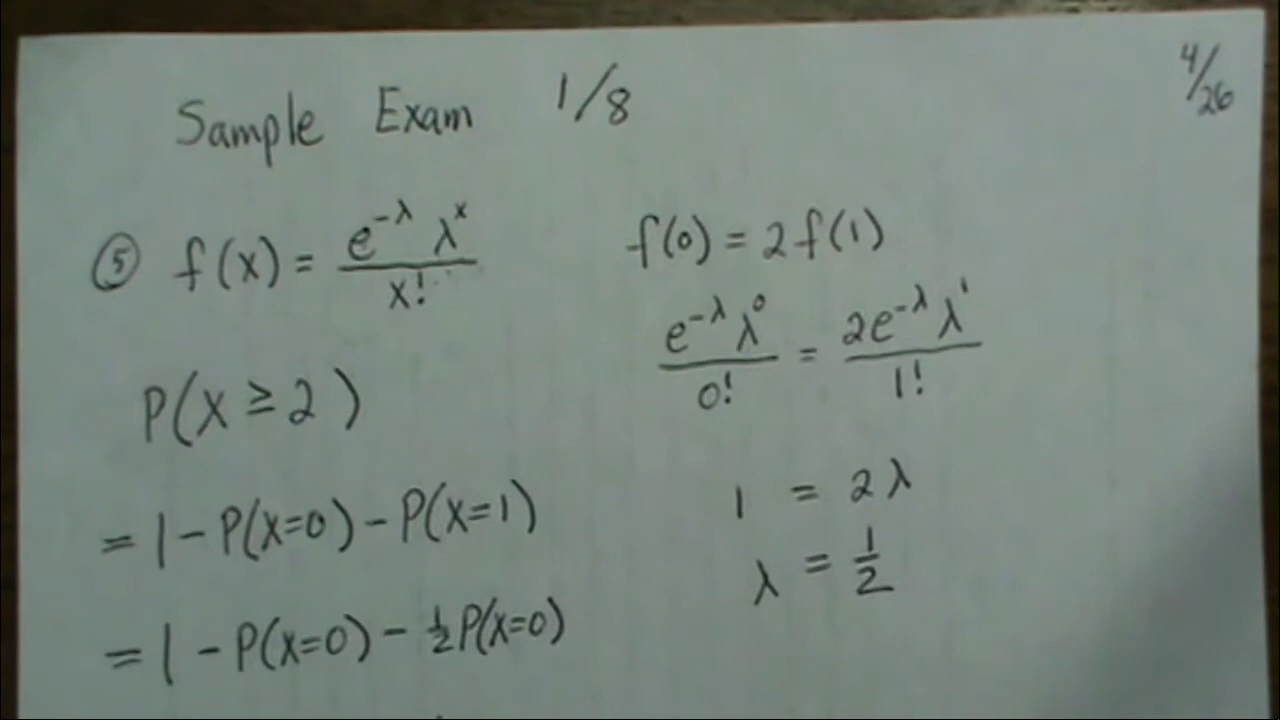 Sample Exam 1/8
4/26
⑤ f(x) = e^{-λ} λ^x / x!
P(X ≥ 2)
= 1 - P(X=0) - P(X=1)
= 1 - P(X=0) - 1/2 P(X=0)
f(0) = 2f(1)
e^{-λ} λ^0 / 0! = 2e^{-λ} λ^1 / 1!
1 = 2λ
λ = 1/2